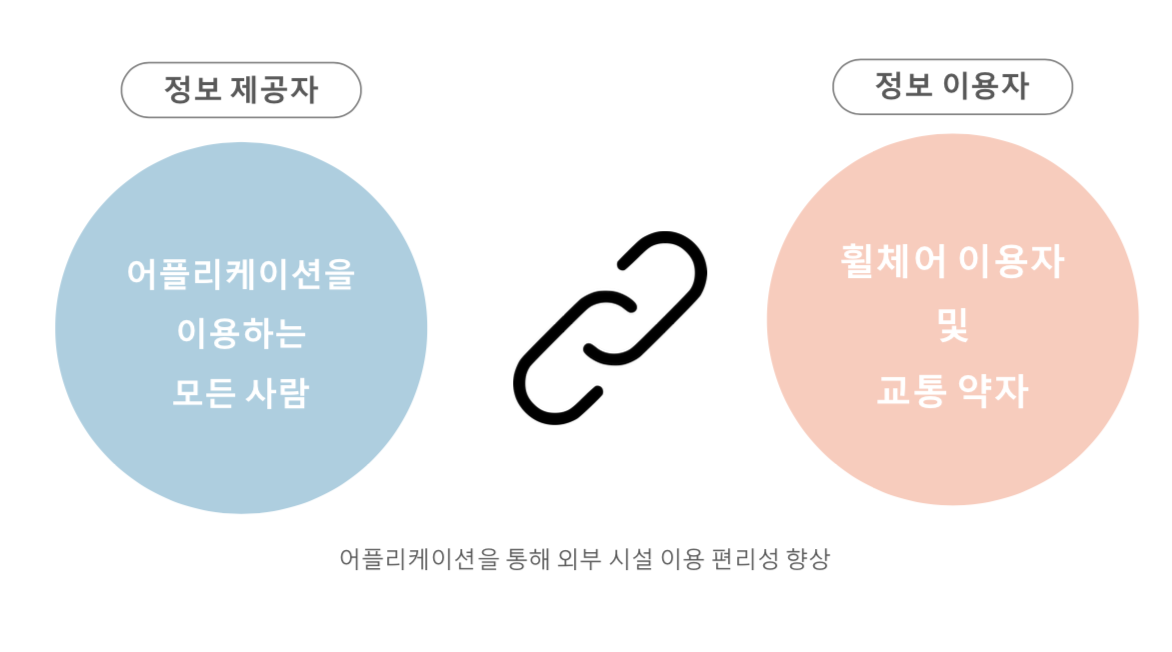 정보 제공자
정보 이용자
어플리케이션을
이용하는
모든 사람
휠체어 이용자
및
교통 약자
어플리케이션을 통해 외부 시설 이용 편리성 향상